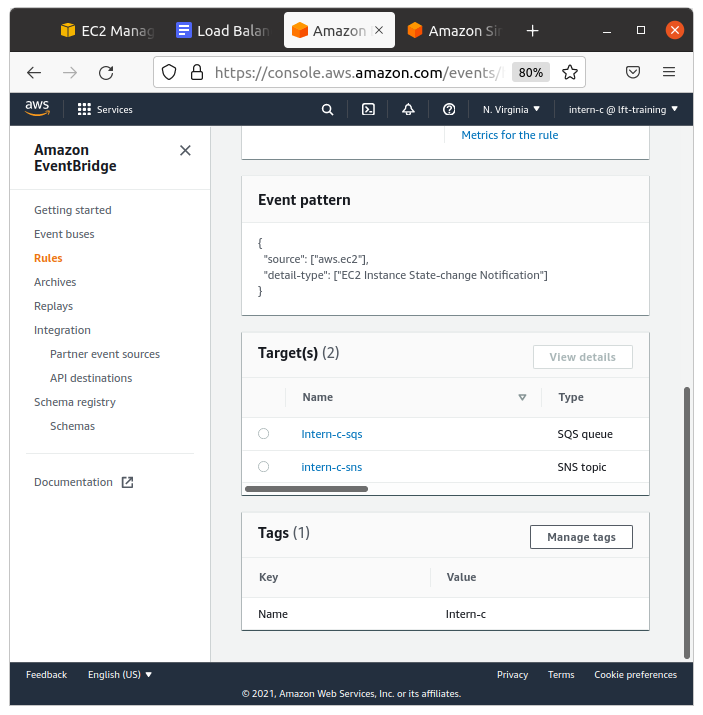 EC2 Manag
Load Balan
Amazon
Amazon Sim
https://console.aws.amazon.com/events/
80%
aws
Services
N. Virginia
intern-c @ lft-training
Amazon
EventBridge
Getting started
Event buses
Rules
Archives
Replays
Integration
Partner event sources
API destinations
Schema registry
Schemas
Documentation
Metrics for the rule
Event pattern
{
"source": ["aws.ec2"],
"detail-type": ["EC2 Instance State-change Notification"]
}
Target(s) (2)
View details
Name
Type
Intern-c-sqs
SQS queue
intern-c-sns
SNS topic
Tags (1)
Manage tags
Key
Value
Name
Intern-c
Feedback
English (US)
Privacy
Terms
Cookie preferences
© 2021, Amazon Web Services, Inc. or its affiliates.